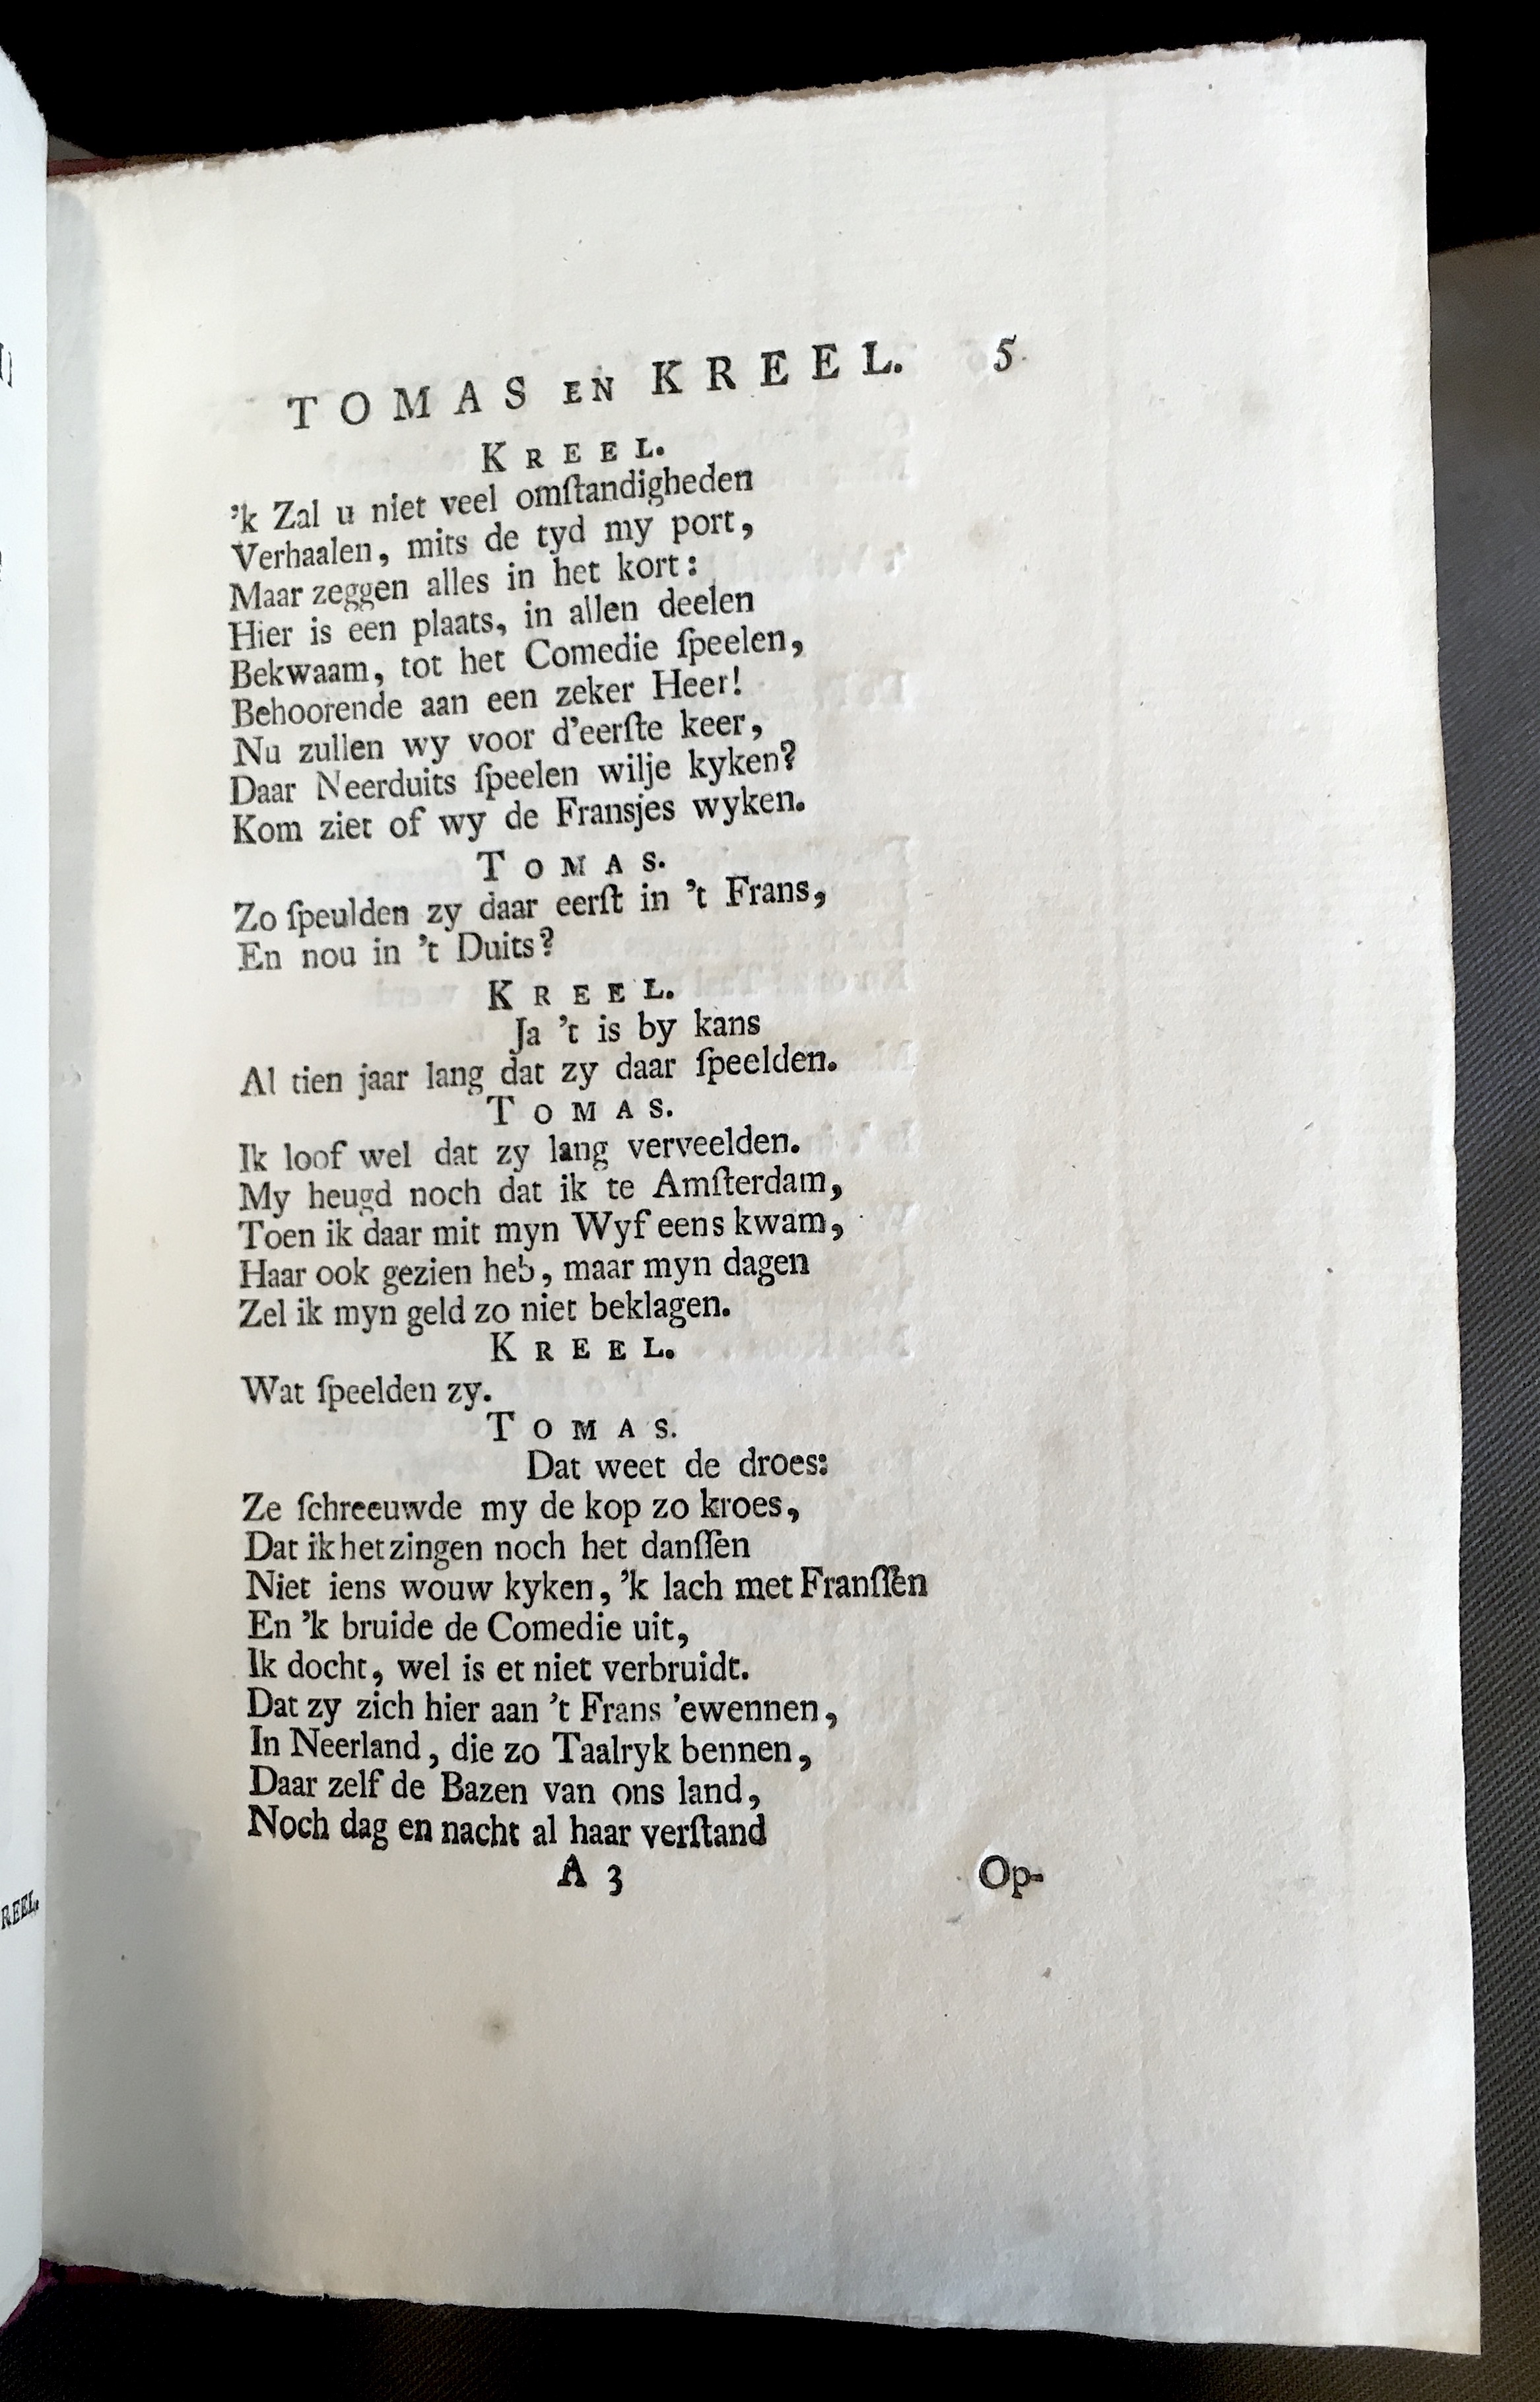 TOMAS EN KREEL. 5
KREEL.
’k Zal u niet veel omſtandigheden
Verhaalen, mits de tyd my port,
Maar zeggen alles in het kort:
Hier is een plaats, in allen deelen
Bekwaam, tot het Comedie ſpeelen,
Behoorende aan een zeker Heer!
Nu zullen wy voor d’eerſte keer,
Daar Neerduits ſpeelen wilje kyken?
Kom ziet of wy de Fransjes wyken.
TOMAS.
Zo ſpeulden zy daar eerſt in ’t Frans,
En nou in ’t Duits?
KREEL.
Ja ’t is by kans
Al tien jaar lang dat zy daar ſpeelden.
TOMAS.
Ik loof wel dat zy lang verveelden.
My heugd noch dat ik te Amſterdam,
Toen ik daar mit myn Wyf eens kwam,
Haar ook gezien heb, maar myn dagen
Zel ik myn geld zo niet beklagen.
KREEL.
Wat ſpeelden zy.
TOMAS.
Dat weet de droes:
Ze ſchreeuwde my de kop zo kroes,
Dat ik het zingen noch het danſſen
Niet iens wouw kyken, ’k lach met Franſſen
En ’k bruide de Comedie uit,
Ik docht, wel is et niet verbruidt.
Dat zy zich hier aan ’t Frans ’ewennen,
In Neerland, die zo Taalryk bennen,
Daar zelf de Bazen van ons land,
Noch dag en nacht al haar verſtand
A 3 Op-
REEL.